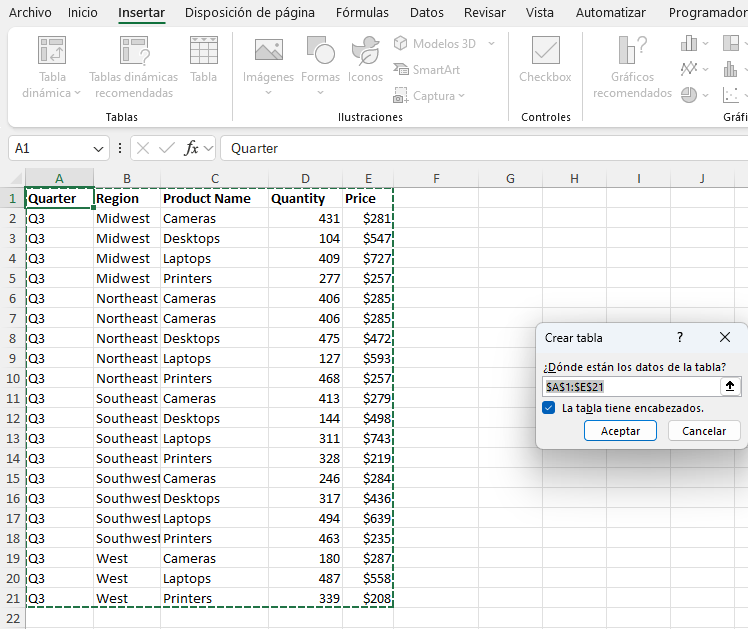 Archivo Inicio Insertar Disposición de página Fórmulas Datos Revisar Vista Automatizar Programador
Tabla dinámica
Tablas dinámicas recomendadas
Tabla
Imágenes
Formas
Iconos
Modelos 3D
SmartArt
Captura
Checkbox
Gráficos recomendados
Tablas Ilustraciones Controles Gráfi
A1 fx Quarter
A B C D E F G H I J
1 Quarter Region Product Name Quantity Price
2 Q3 Midwest Cameras 431 $281
3 Q3 Midwest Desktops 104 $547
4 Q3 Midwest Laptops 409 $727
5 Q3 Midwest Printers 277 $257
6 Q3 Northeast Cameras 406 $285
7 Q3 Northeast Cameras 406 $285
8 Q3 Northeast Desktops 475 $472
9 Q3 Northeast Laptops 127 $593
10 Q3 Northeast Printers 468 $257
11 Q3 Southeast Cameras 413 $279
12 Q3 Southeast Desktops 144 $498
13 Q3 Southeast Laptops 311 $743
14 Q3 Southeast Printers 328 $219
15 Q3 Southwest Cameras 246 $284
16 Q3 Southwest Desktops 317 $436
17 Q3 Southwest Laptops 494 $639
18 Q3 Southwest Printers 463 $235
19 Q3 West Cameras 180 $287
20 Q3 West Laptops 487 $558
21 Q3 West Printers 339 $208
22
Crear tabla ?
¿Dónde están los datos de la tabla?
$A$1:$E$21
La tabla tiene encabezados.
Aceptar Cancelar